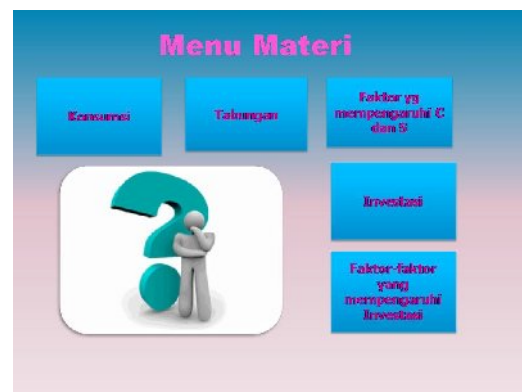 Menu Materi
Konsumsi
Tabungan
Faktor yg
mempengaruhi C
dan S
Investasi
Faktor-faktor
yang
mempengaruhi
Investasi